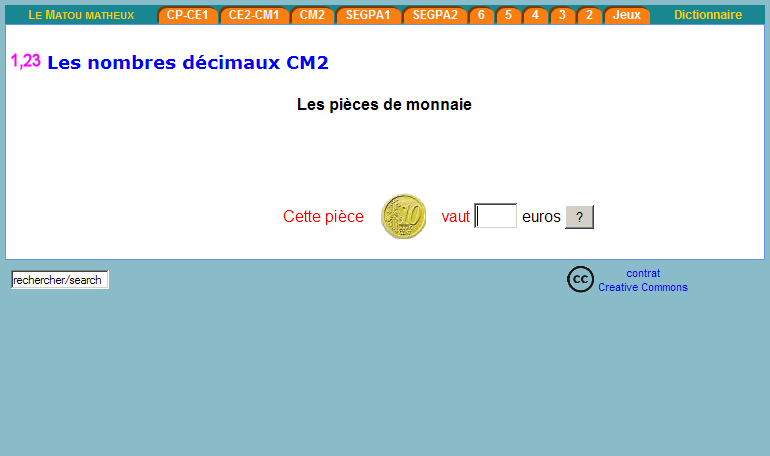 LE MATOU MATHEUX CP-CE1 CE2-CM1 CM2 SEGPA1 SEGPA2 6 5 4 3 2 Jeux Dictionnaire
1,23 Les nombres décimaux CM2
Les pièces de monnaie
Cette pièce 10 vaut euros ?
rechercher/search
cc contrat
Creative Commons